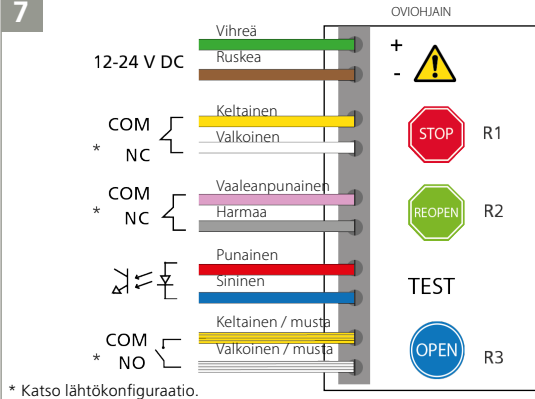 7
OVIOHJAIN
12-24 V DC
Vihreä
Ruskea
+
-
COM
* NC
Keltainen
Valkoinen
STOP
R1
COM
* NC
Vaaleanpunainen
Harmaa
REOPEN
R2
Punainen
Sininen
TEST
COM
* NO
Keltainen / musta
Valkoinen / musta
OPEN
R3
* Katso lähtökonfiguraatio.